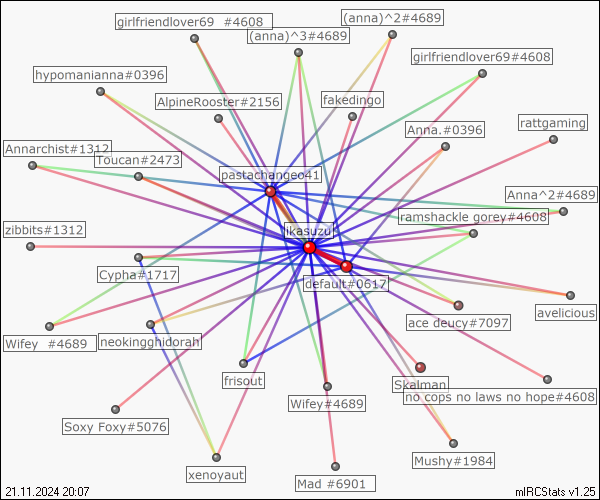 girlfriendlover69 #4608
(anna)^2#4689
(anna)^3#4689
girlfriendlover69#4608
hypomanianna#0396
AlpineRooster#2156
fakedingo
rattgaming
Anna.#0396
Annarchist#1312
Toucan#2473
pastachangeo41
Anna^2#4689
ramshackle gorey#4608
zibbits#1312
ikasuzu
Cypha#1717
default#0617
avelicious
ace deucy#7097
Wifey #4689
neokingghidorah
frisout
Skalman
no cops no laws no hope#4608
Wifey#4689
Soxy Foxy#5076
Mushy#1984
xenoyaut
Mad #6901
21.11.2024 20:07
mIRCStats v1.25